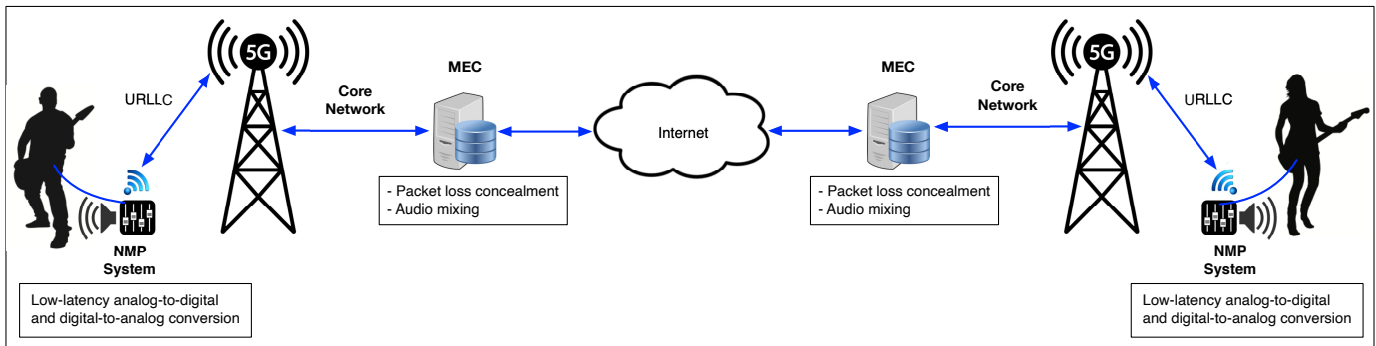 5G
URLLC
Core
Network
MEC
- Packet loss concealment
- Audio mixing
NMP
System
Low-latency analog-to-digital
and digital-to-analog conversion
Internet
MEC
- Packet loss concealment
- Audio mixing
Core
Network
5G
URLLC
NMP
System
Low-latency analog-to-digital
and digital-to-analog conversion